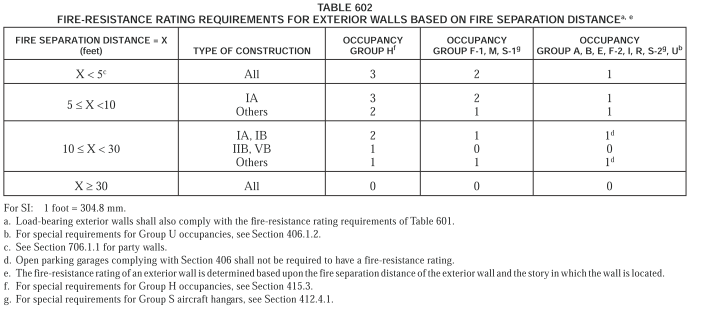 TABLE 602
FIRE-RESISTANCE RATING REQUIREMENTS FOR EXTERIOR WALLS BASED ON FIRE SEPARATION DISTANCEa, e
FIRE SEPARATION DISTANCE = X (feet) TYPE OF CONSTRUCTION OCCUPANCY GROUP Hf OCCUPANCY GROUP F-1, M, S-1g OCCUPANCY GROUP A, B, E, F-2, I, R, S-2g, Ub
X < 5c All 3 2 1
5 ≤ X <10 IA 3 2 1
Others 2 1 1
10 ≤ X < 30 IA, IB 2 1 1d
IIB, VB 1 0 0
Others 1 1 1d
X ≥ 30 All 0 0 0
For SI: 1 foot = 304.8 mm.
a. Load-bearing exterior walls shall also comply with the fire-resistance rating requirements of Table 601.
b. For special requirements for Group U occupancies, see Section 406.1.2.
c. See Section 706.1.1 for party walls.
d. Open parking garages complying with Section 406 shall not be required to have a fire-resistance rating.
e. The fire-resistance rating of an exterior wall is determined based upon the fire separation distance of the exterior wall and the story in which the wall is located.
f. For special requirements for Group H occupancies, see Section 415.3.
g. For special requirements for Group S aircraft hangars, see Section 412.4.1.